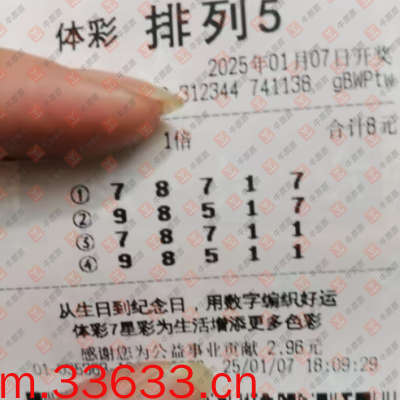 体彩 排列5
2025年01月07日开奖
312344 741138 gBWPtw
1倍 合计8元
① 7 8 7 1 7
② 9 8 5 1 7
③ 7 8 7 1 1
④ 9 8 5 1 1
从生日到纪念日,用数字编织好运
体彩7星彩为生活增添更多色彩
感谢您为公益事业贡献 2.96元
25/01/07 18:09:29
m.33633.cn